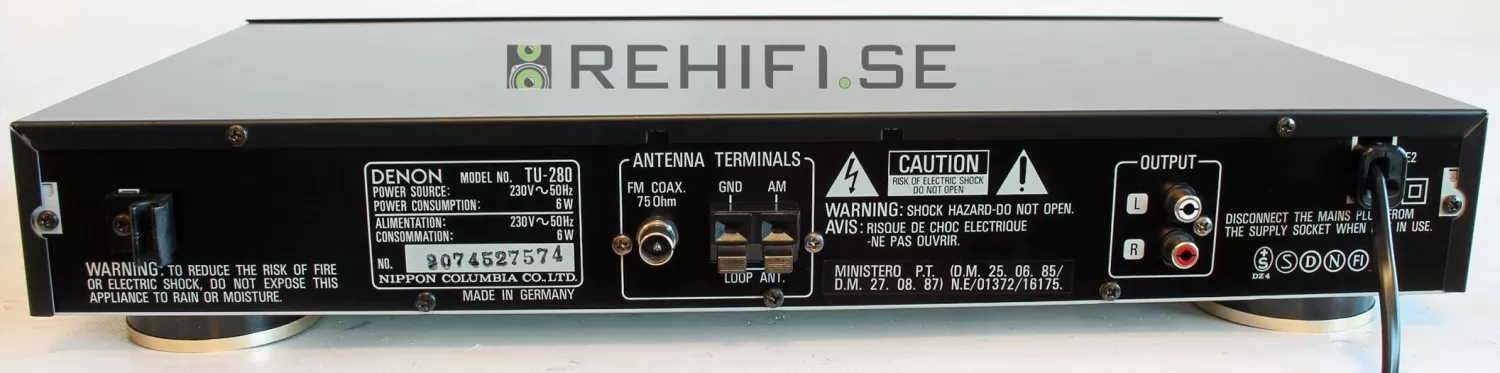 REHIFI.SE
WARNING: TO REDUCE THE RISK OF FIRE
OR ELECTRIC SHOCK, DO NOT EXPOSE THIS
APPLIANCE TO RAIN OR MOISTURE.
DENON MODEL NO. TU-280
POWER SOURCE: 230V～50Hz
POWER CONSUMPTION: 6W
ALIMENTATION: 230V～50Hz
CONSOMMATION: 6W
NO. 9074527574
NIPPON COLUMBIA CO., LTD.
MADE IN GERMANY
ANTENNA TERMINALS
FM COAX.
75 Ohm
GND AM
LOOP ANT.
CAUTION
RISK OF ELECTRIC SHOCK
DO NOT OPEN
WARNING: SHOCK HAZARD-DO NOT OPEN.
AVIS: RISQUE DE CHOC ELECTRIQUE
-NE PAS OUVRIR.
MINISTERO P.T. (D.M. 25. 06. 85/
D.M. 27. 08. 87) N.E/01372/16175.
OUTPUT
L
R
E2
DISCONNECT THE MAINS FROM
THE SUPPLY SOCKET WHEN IN USE.
S D N FI
DZ4